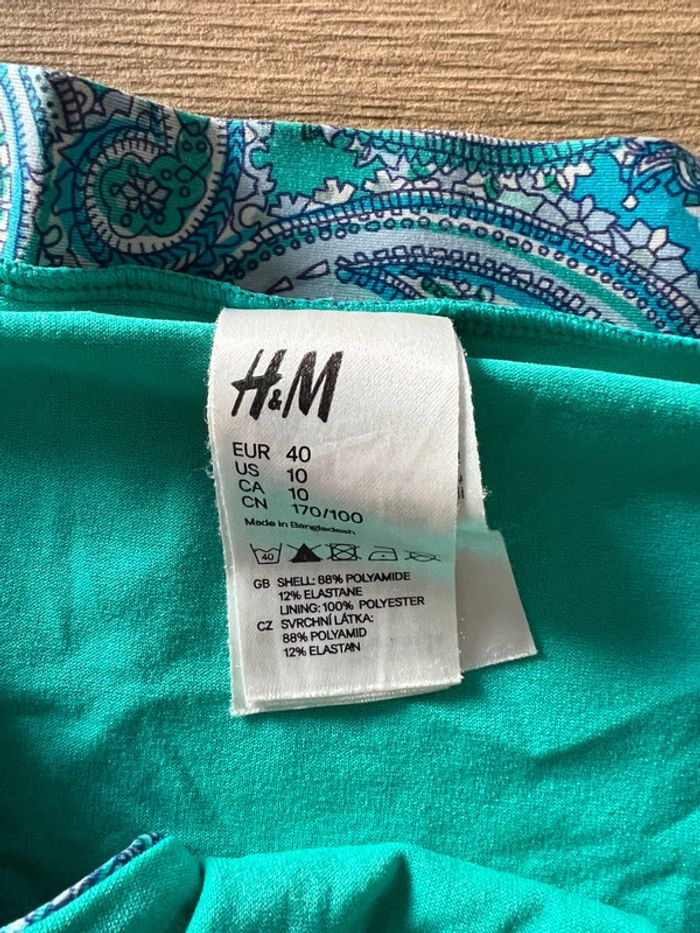 H&M
EUR 40
US 10
CA 10
CN 170/100
Made in Bangladesh
40
GB SHELL: 88% POLYAMIDE
12% ELASTANE
LINING: 100% POLYESTER
CZ SVRCHNÍ LÁTKA:
88% POLYAMID
12% ELASTAN